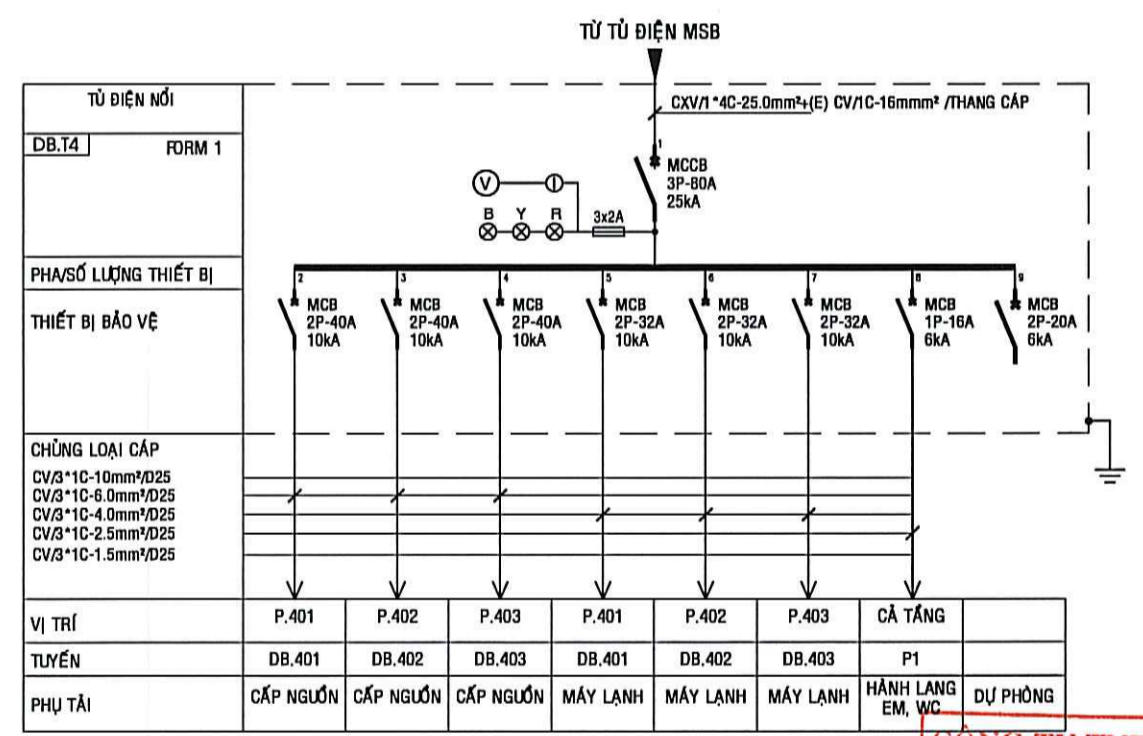 TỪ TỦ ĐIỆN MSB
TỦ ĐIỆN NỔI
CXV/1*4C-25.0mm²+(E) CV/1C-16mmm² /THANG CÁP
DB.T4 FORM 1
1
MCCB
3P-80A
25kA
V
B Y R
3x2A
PHA/SỐ LƯỢNG THIẾT BỊ
2 3 4 5 6 7 8 9
THIẾT BỊ BẢO VỆ
MCB
2P-40A
10kA
MCB
2P-40A
10kA
MCB
2P-40A
10kA
MCB
2P-32A
10kA
MCB
2P-32A
10kA
MCB
2P-32A
10kA
MCB
1P-16A
6kA
MCB
2P-20A
6kA
CHỦNG LOẠI CÁP
CV/3*1C-10mm²/D25
CV/3*1C-6.0mm²/D25
CV/3*1C-4.0mm²/D25
CV/3*1C-2.5mm²/D25
CV/3*1C-1.5mm²/D25
VỊ TRÍ P.401 P.402 P.403 P.401 P.402 P.403 CẢ TẦNG
TUYẾN DB.401 DB.402 DB.403 DB.401 DB.402 DB.403 P1
PHỤ TẢI CẤP NGUỒN CẤP NGUỒN CẤP NGUỒN MÁY LẠNH MÁY LẠNH MÁY LẠNH HÀNH LANG
EM, WC
DỰ PHÒNG